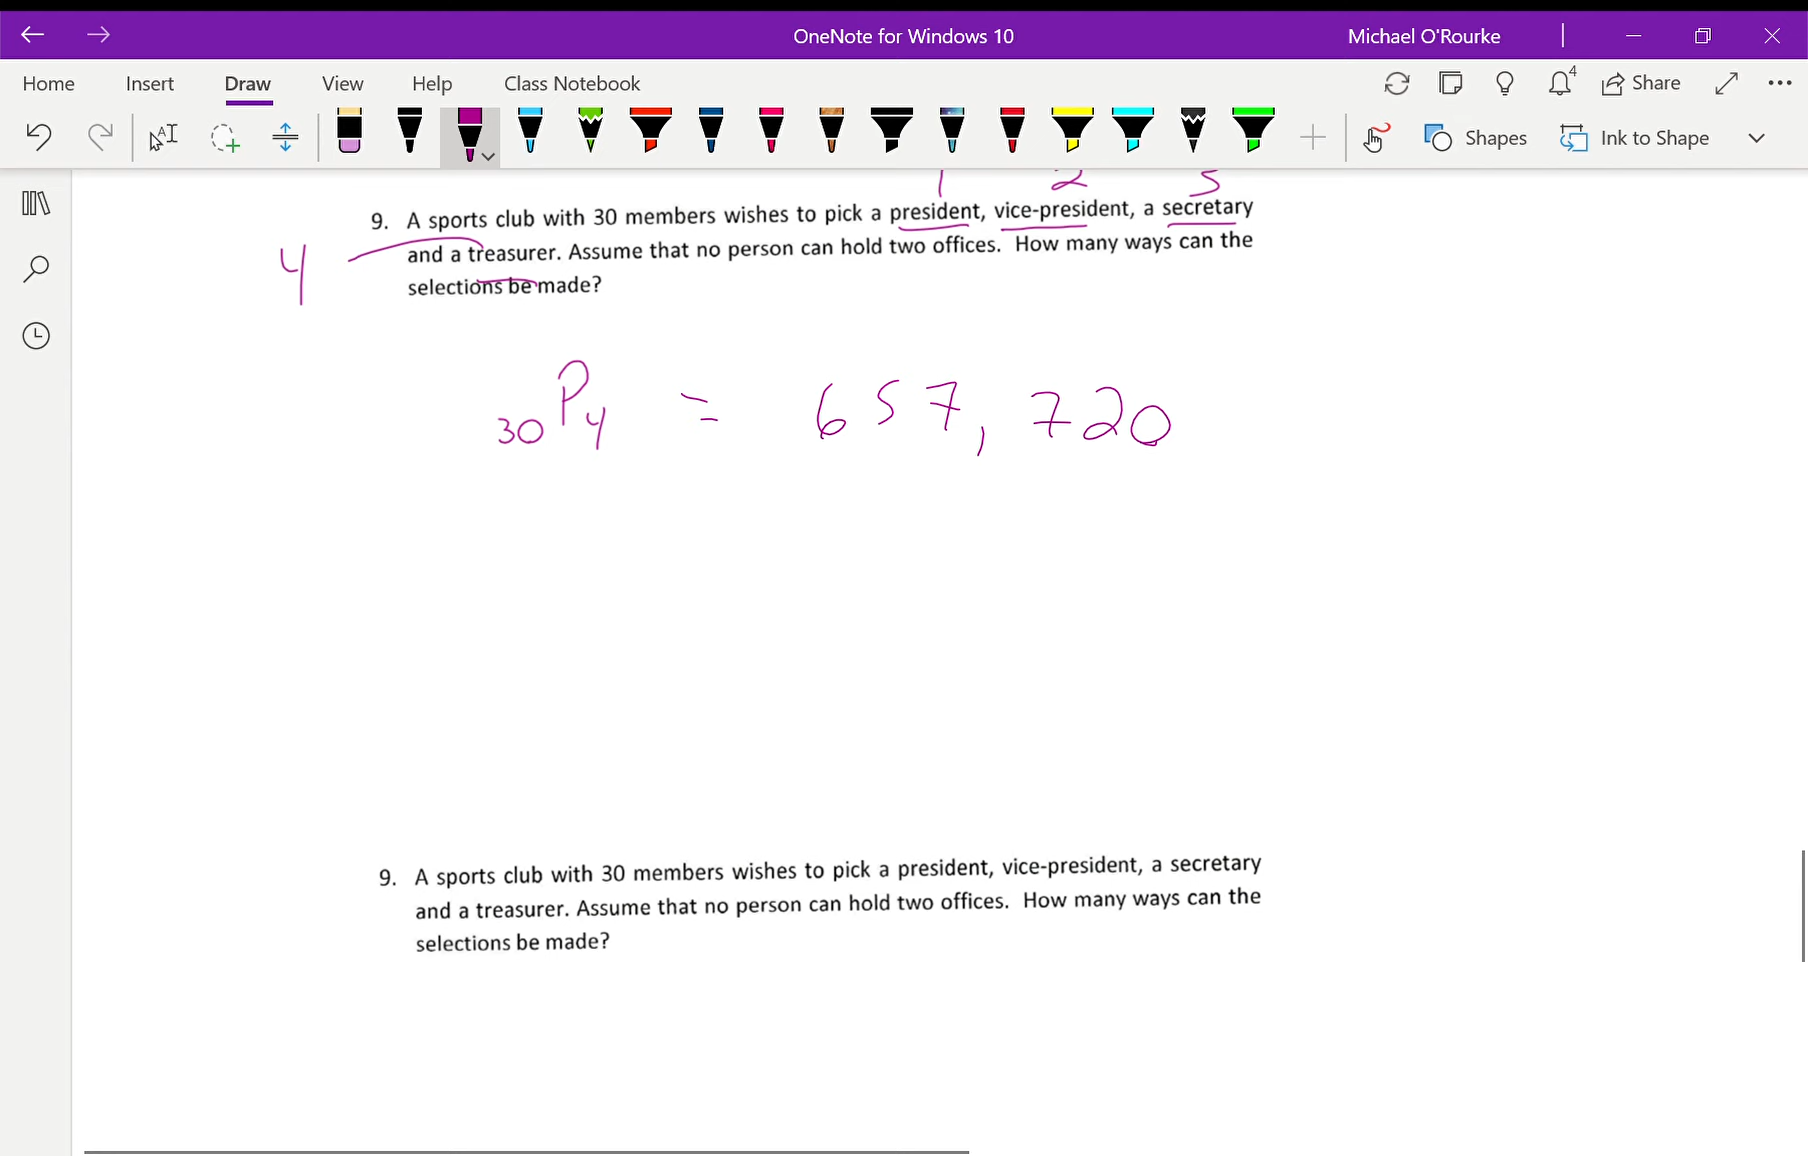 OneNote for Windows 10
Michael O'Rourke
Home Insert Draw View Help Class Notebook
4
Share
Shapes
Ink to Shape
1 2 3
9. A sports club with 30 members wishes to pick a president, vice-president, a secretary
and a treasurer. Assume that no person can hold two offices. How many ways can the
selections be made?
4
30P4 = 657,720
9. A sports club with 30 members wishes to pick a president, vice-president, a secretary
and a treasurer. Assume that no person can hold two offices. How many ways can the
selections be made?